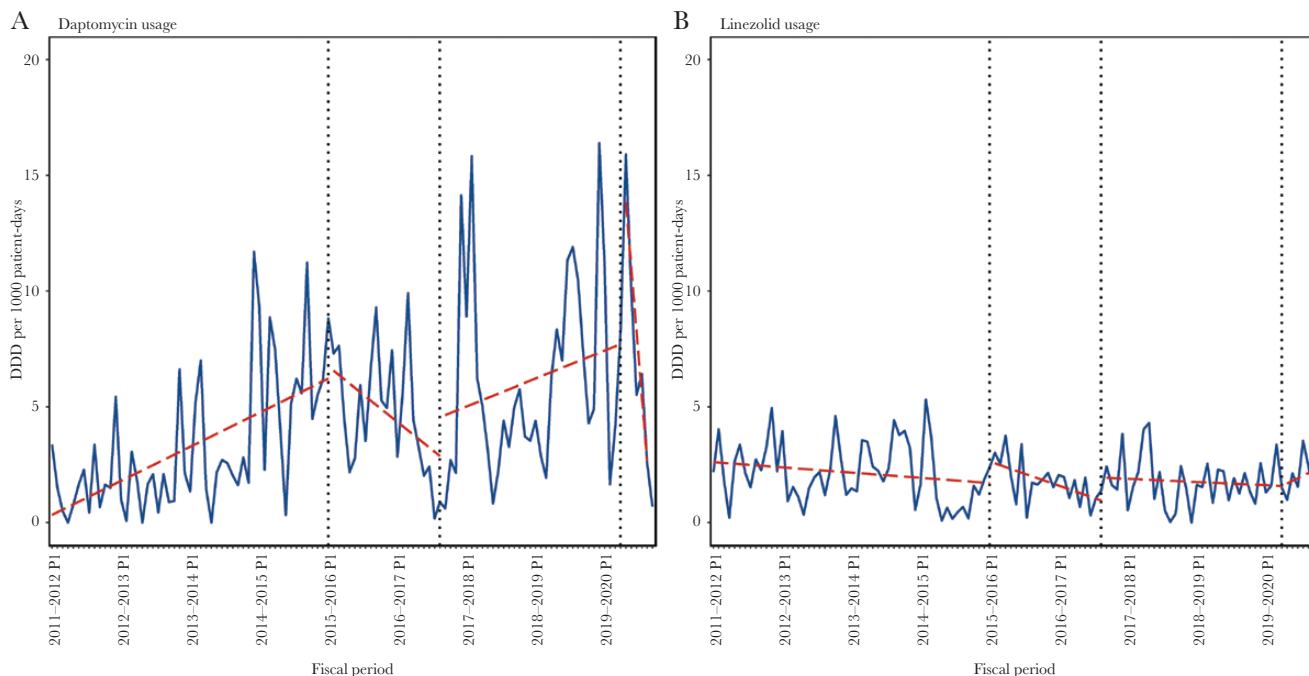 A
Daptomycin usage
DDD per 1000 patient-days
20
15
10
5
0
2011–2012 P1
2012–2013 P1
2013–2014 P1
2014–2015 P1
2015–2016 P1
2016–2017 P1
2017–2018 P1
2018–2019 P1
2019–2020 P1
Fiscal period
B
Linezolid usage
DDD per 1000 patient-days
20
15
10
5
0
2011–2012 P1
2012–2013 P1
2013–2014 P1
2014–2015 P1
2015–2016 P1
2016–2017 P1
2017–2018 P1
2018–2019 P1
2019–2020 P1
Fiscal period